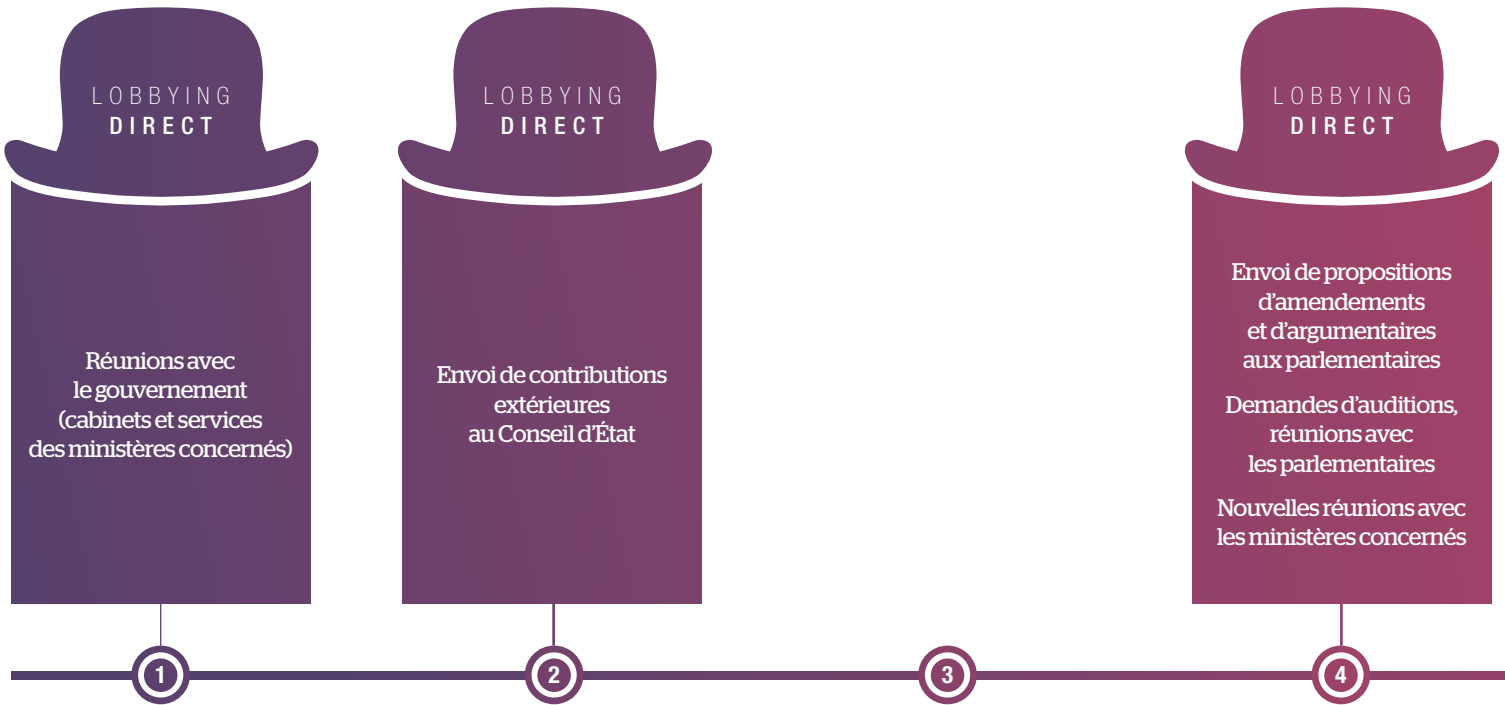 LOBBYING
DIRECT
Réunions avec
le gouvernement
(cabinets et services
des ministères concernés)
1
LOBBYING
DIRECT
Envoi de contributions
extérieures
au Conseil d’État
2
3
LOBBYING
DIRECT
Envoi de propositions
d’amendements
et d’argumentaires
aux parlementaires
Demandes d’auditions,
réunions avec
les parlementaires
Nouvelles réunions avec
les ministères concernés
4